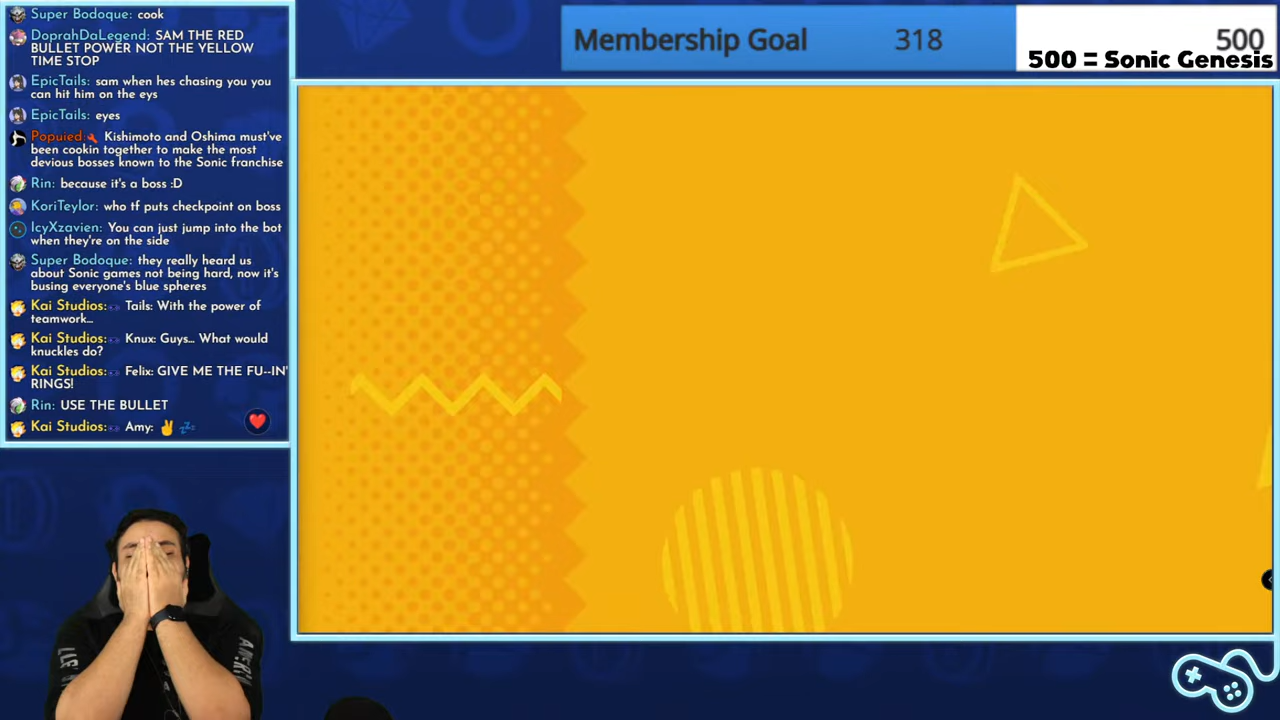 Super Bodoque: cook
DoprahDaLegend: SAM THE RED
BULLET POWER NOT THE YELLOW
TIME STOP
EpicTails: sam when hes chasing you you
can hit him on the eys
EpicTails: eyes
Popuied: Kishimoto and Oshima must've
been cookin together to make the most
devious bosses known to the Sonic franchise
Rin: because it's a boss :D
KoriTeylor: who tf puts checkpoint on boss
IcyXzavien: You can just jump into the bot
when they're on the side
Super Bodoque: they really heard us
about Sonic games not being hard, now it's
busing everyone's blue spheres
Kai Studios: Tails: With the power of
teamwork...
Kai Studios: Knux: Guys... What would
knuckles do?
Kai Studios: Felix: GIVE ME THE FU--IN'
RINGS!
Rin: USE THE BULLET
Kai Studios: Amy: ✌️ 💤
Membership Goal 318 500
500 = Sonic Genesis